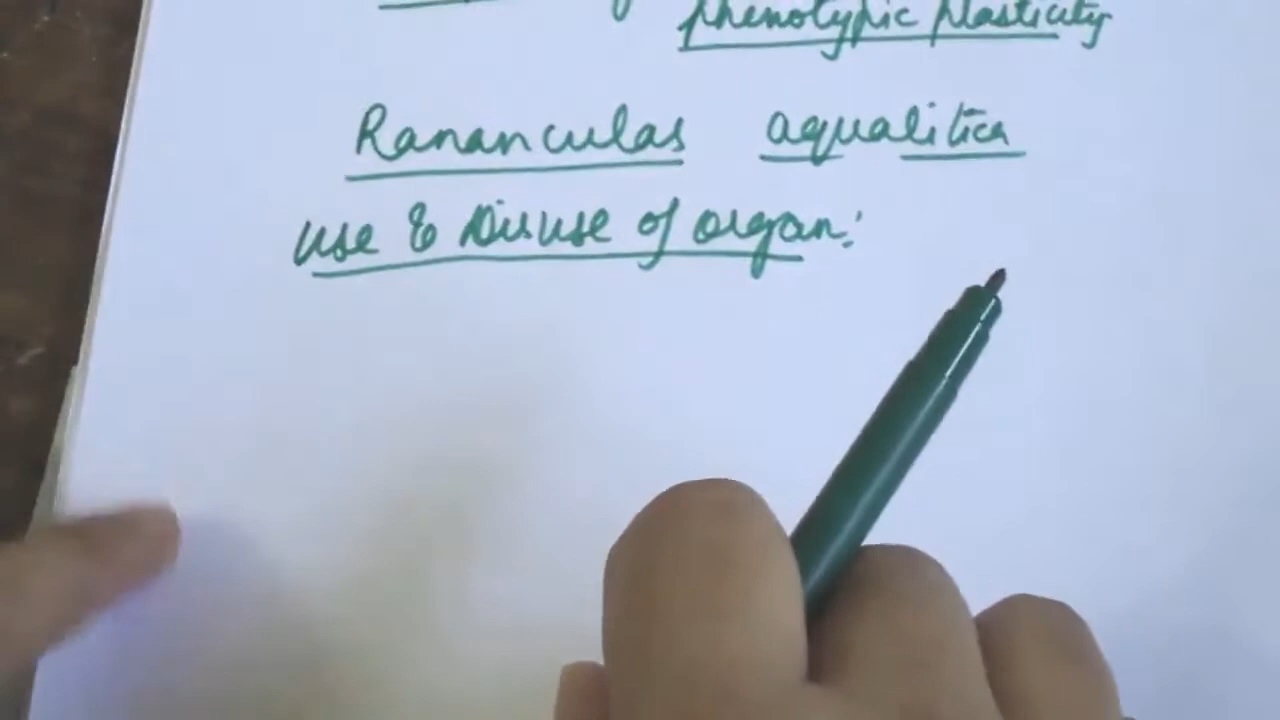 phenotypic plasticity
Rananculas aqualitica
Use & Disuse of organ: